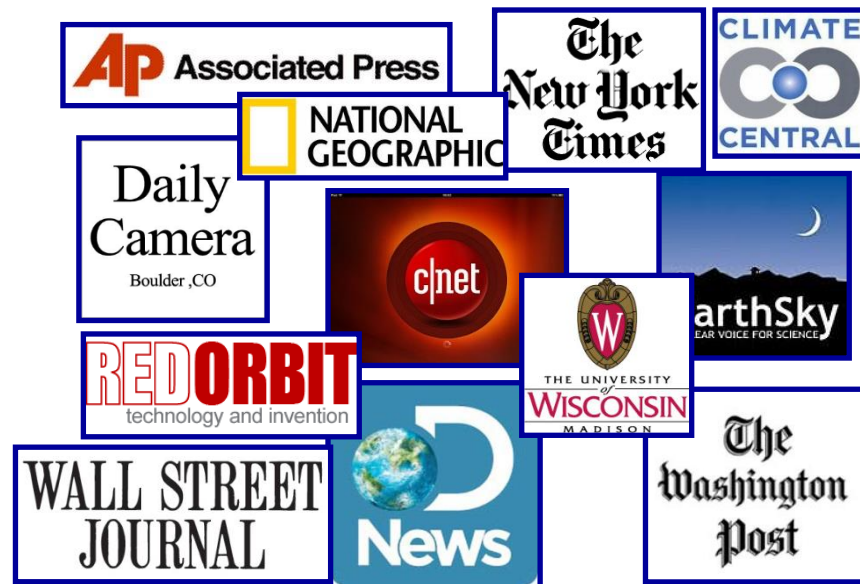 AP Associated Press
The
New York
Times
CLIMATE
CENTRAL
NATIONAL
GEOGRAPHIC
Daily
Camera
Boulder ,CO
c|net
arthSky
EAR VOICE FOR SCIENCE
W
THE UNIVERSITY
of
WISCONSIN
MADISON
REDORBIT
technology and invention
WALL STREET
JOURNAL
D
News
The
Washington
Post